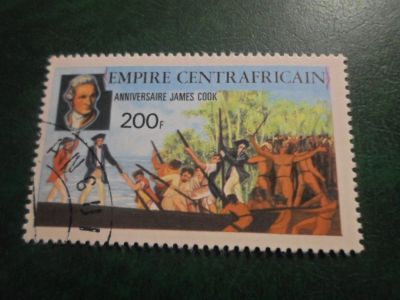 EMPIRE CENTRAFRICAIN
ANNIVERSAIRE JAMES COOK
200F